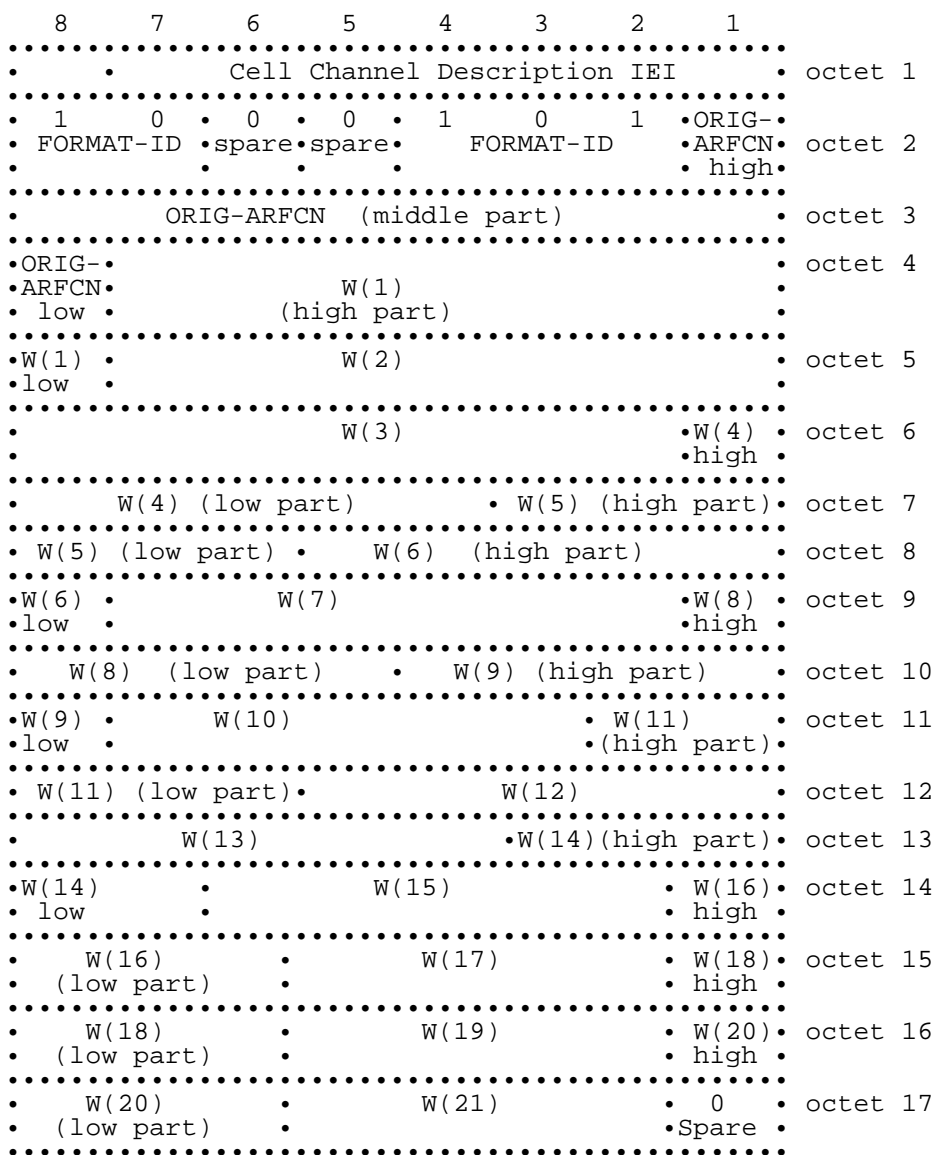 8 7 6 5 4 3 2 1
Cell Channel Description IEI octet 1
1 0 0 0 1 0 1 ORIG-
FORMAT-ID spare spare FORMAT-ID ARFCN octet 2
high
ORIG-ARFCN (middle part) octet 3
ORIG- octet 4
ARFCN W(1)
low (high part)
W(1) W(2) octet 5
low
W(3) W(4) octet 6
high
W(4) (low part) W(5) (high part) octet 7
W(5) (low part) W(6) (high part) octet 8
W(6) W(7) W(8) octet 9
low high
W(8) (low part) W(9) (high part) octet 10
W(9) W(10) W(11) octet 11
low (high part)
W(11) (low part) W(12) octet 12
W(13) W(14)(high part) octet 13
W(14) W(15) W(16) octet 14
low high
W(16) W(17) W(18) octet 15
(low part) high
W(18) W(19) W(20) octet 16
(low part) high
W(20) W(21) 0 octet 17
(low part) Spare